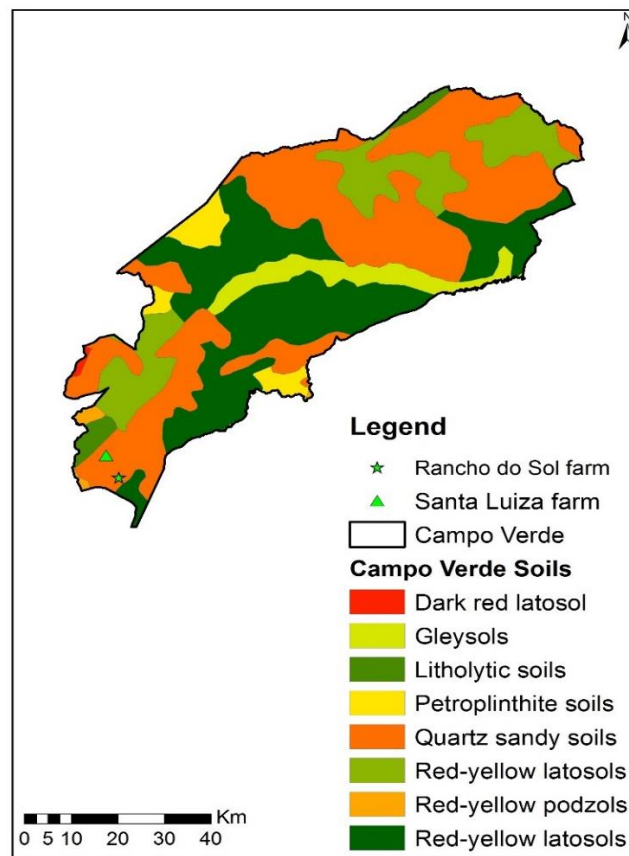 N
Legend
Rancho do Sol farm
Santa Luiza farm
Campo Verde
Campo Verde Soils
Dark red latosol
Gleysols
Litholytic soils
Petroplinthite soils
Quartz sandy soils
Red-yellow latosols
Red-yellow podzols
Red-yellow latosols
Km
0 5 10 20 30 40